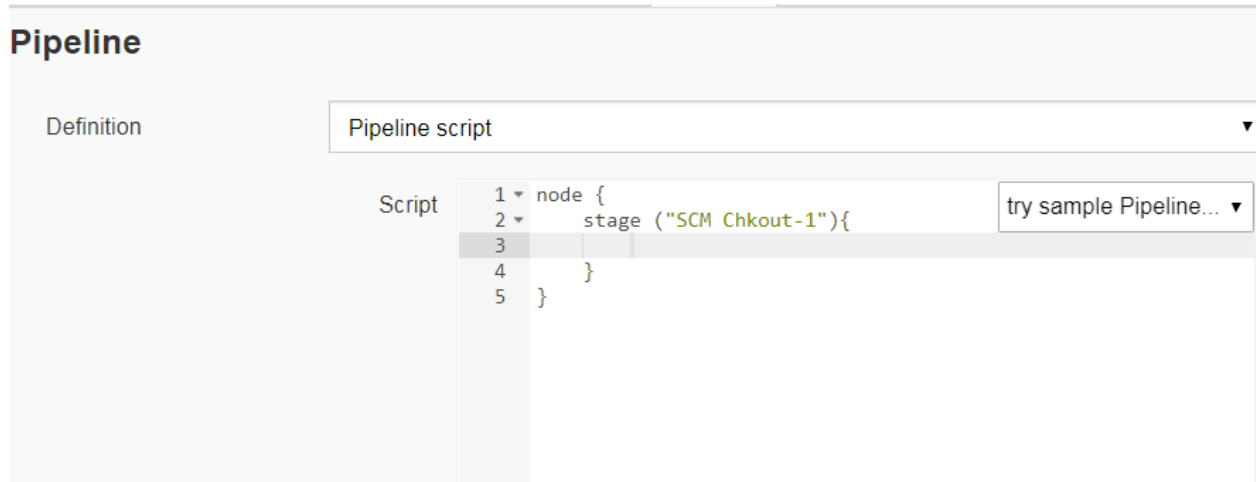 Pipeline
Definition
Pipeline script
Script
1 node {
try sample Pipeline...
2 stage ("SCM Chkout-1"){
3
4 }
5 }